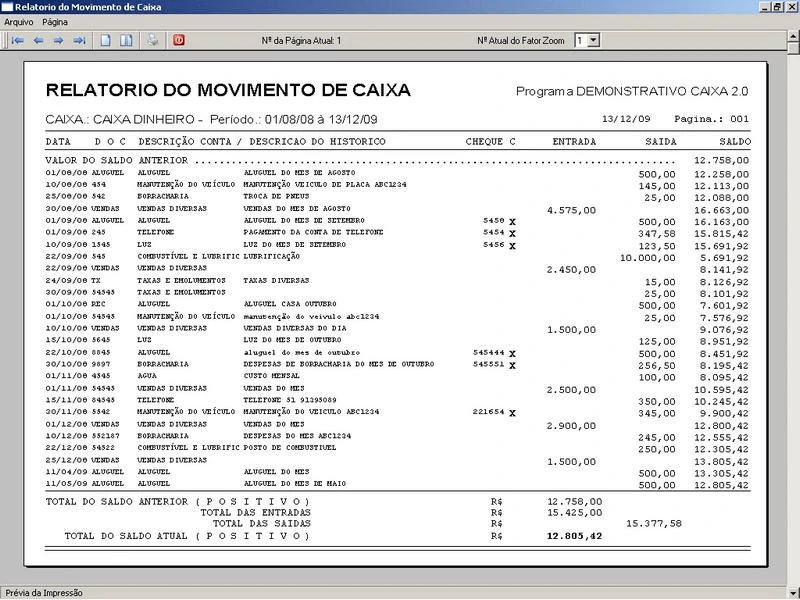 Relatorio do Movimento de Caixa
Arquivo Página
Nº da Página Atual: 1 Nº Atual do Fator Zoom 1
RELATORIO DO MOVIMENTO DE CAIXA Programa DEMONSTRATIVO CAIXA 2.0
CAIXA.: CAIXA DINHEIRO - Período.: 01/08/08 à 13/12/09 13/12/09 Pagina.: 001
DATA D O C DESCRIÇÃO CONTA / DESCRICAO DO HISTORICO CHEQUE C ENTRADA SAIDA SALDO
VALOR DO SALDO ANTERIOR ........................................................................ 12.758,00
01/08/08 ALUGUEL ALUGUEL ALUGUEL DO MES DE AGOSTO 500,00 12.258,00
10/08/08 454 MANUTENÇÃO DO VEÍCULO MANUTENÇÃO VEICULO DE PLACA ABC1234 145,00 12.113,00
25/08/08 542 BORRACHARIA TROCA DE PNEUS 25,00 12.088,00
30/08/08 VENDAS VENDAS DIVERSAS VENDAS DO MES DE AGOSTO 4.575,00 16.663,00
01/09/08 ALUGUEL ALUGUEL ALUGUEL DO MES DE SETEMBRO 5450 X 500,00 16.163,00
01/09/08 245 TELEFONE PAGAMENTO DA CONTA DE TELEFONE 5454 X 347,58 15.815,42
10/09/08 1545 LUZ LUZ DO MES DE SETEMBRO 5456 X 123,50 15.691,92
22/09/08 545 COMBUSTÍVEL E LUBRIFIC LUBRIFICAÇÃO 10.000,00 5.691,92
22/09/08 VENDAS VENDAS DIVERSAS 2.450,00 8.141,92
24/09/08 TX TAXAS E EMOLUMENTOS TAXAS DIVERSAS 15,00 8.126,92
30/09/08 54545 TAXAS E EMOLUMENTOS 25,00 8.101,92
01/10/08 REC ALUGUEL ALUGUEL CASA OUTUBRO 500,00 7.601,92
01/10/08 54545 MANUTENÇÃO DO VEÍCULO manutenção do veivulo abc1234 25,00 7.576,92
10/10/08 VENDAS VENDAS DIVERSAS VENDAS DIVERSAS DO DIA 1.500,00 9.076,92
15/10/08 5645 LUZ LUZ DO MES DE OUTUBRO 125,00 8.951,92
22/10/08 8845 ALUGUEL aluguel do mes de outubro 545444 X 500,00 8.451,92
30/10/08 9897 BORRACHARIA DESPESAS DE BORRACHARIA DO MES DE OUTUBRO 545551 X 256,50 8.195,42
01/11/08 4545 AGUA CUSTO MENSAL 100,00 8.095,42
01/11/08 54545 VENDAS DIVERSAS VENDAS DO MES 2.500,00 10.595,42
15/11/08 84545 TELEFONE TELEFONE 51 91395089 350,00 10.245,42
30/11/08 5542 MANUTENÇÃO DO VEÍCULO MANUTENÇÃO DO VEICULO ABC1234 221654 X 345,00 9.900,42
01/12/08 VENDAS VENDAS DIVERSAS VENDAS DO MES 2.900,00 12.800,42
10/12/08 552187 BORRACHARIA DESPESAS DO MES ABC1234 245,00 12.555,42
22/12/08 54522 COMBUSTÍVEL E LUBRIFIC POSTO DE COMBUSTIVEL 250,00 12.305,42
25/12/08 VENDAS VENDAS DIVERSAS 1.500,00 13.805,42
11/04/09 ALUGUEL ALUGUEL ALUGUEL DO MES 500,00 13.305,42
11/05/09 ALUGUEL ALUGUEL ALUGUEL DO MES DE MAIO 500,00 12.805,42
TOTAL DO SALDO ANTERIOR ( P O S I T I V O ) R$ 12.758,00
TOTAL DAS ENTRADAS R$ 15.425,00
TOTAL DAS SAIDAS R$ 15.377,58
TOTAL DO SALDO ATUAL ( P O S I T I V O ) R$ 12.805,42
Prévia da Impressão